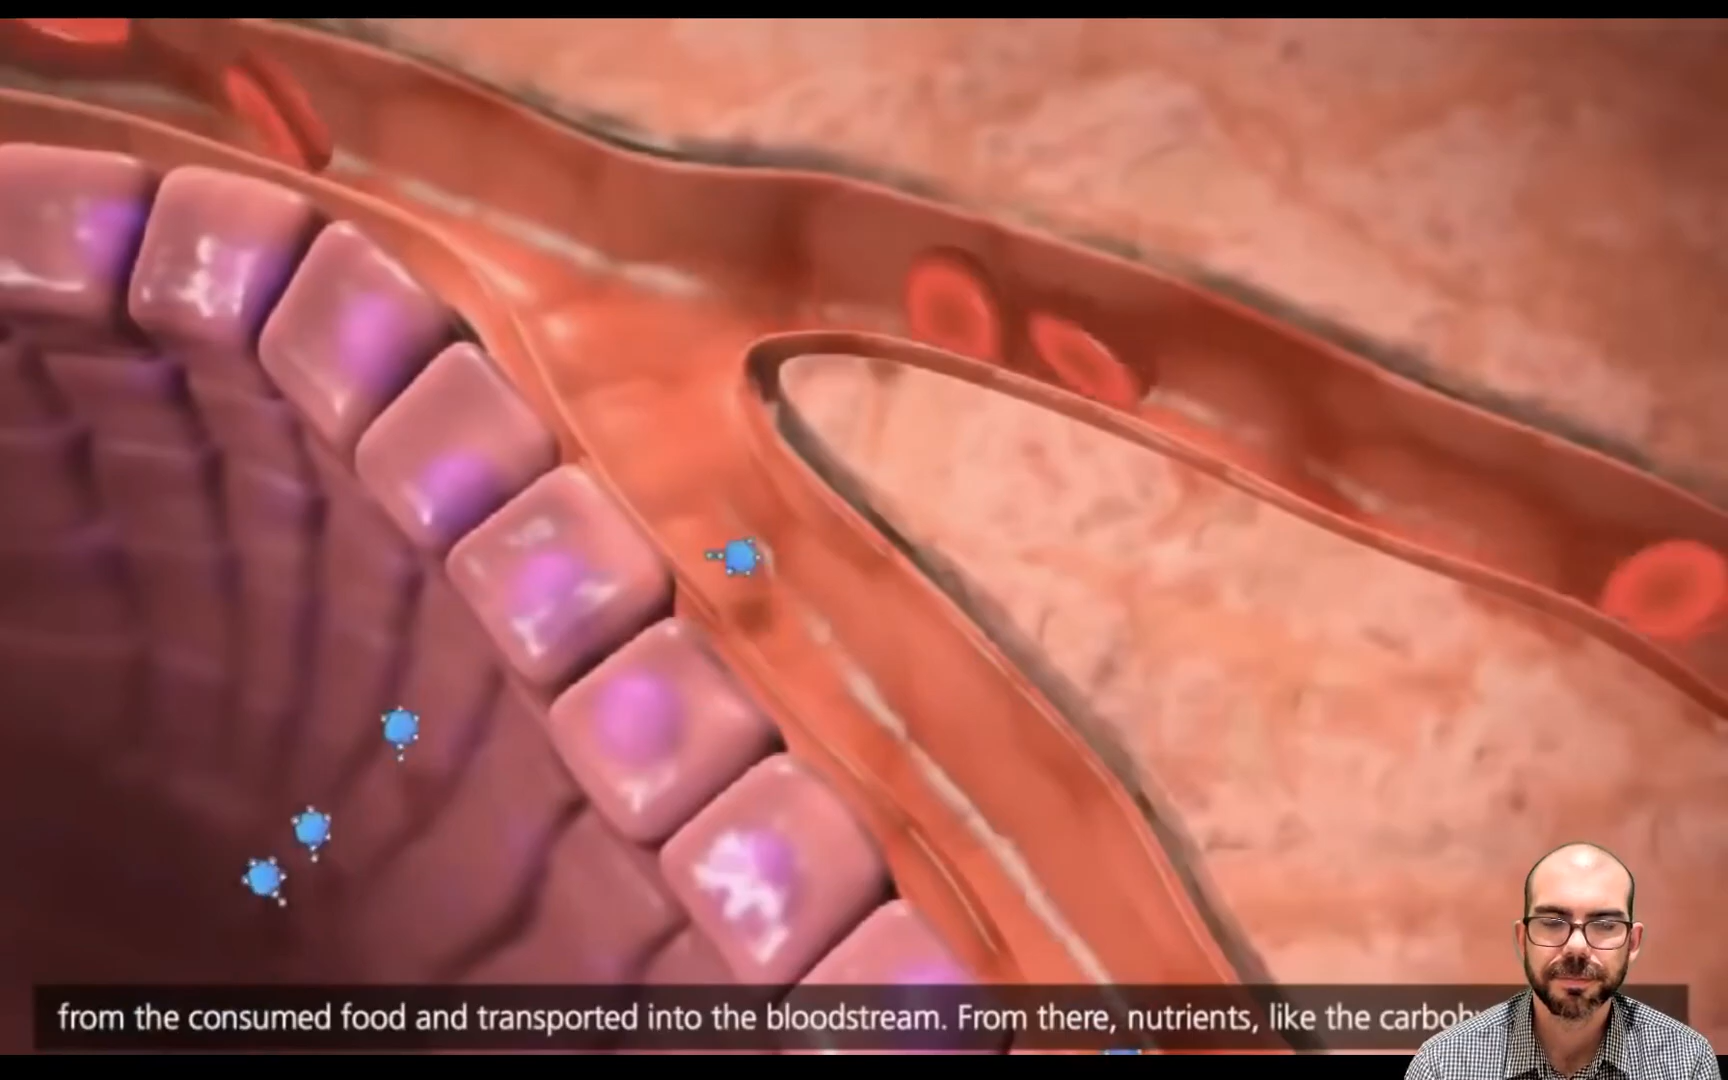 from the consumed food and transported into the bloodstream. From there, nutrients, like the